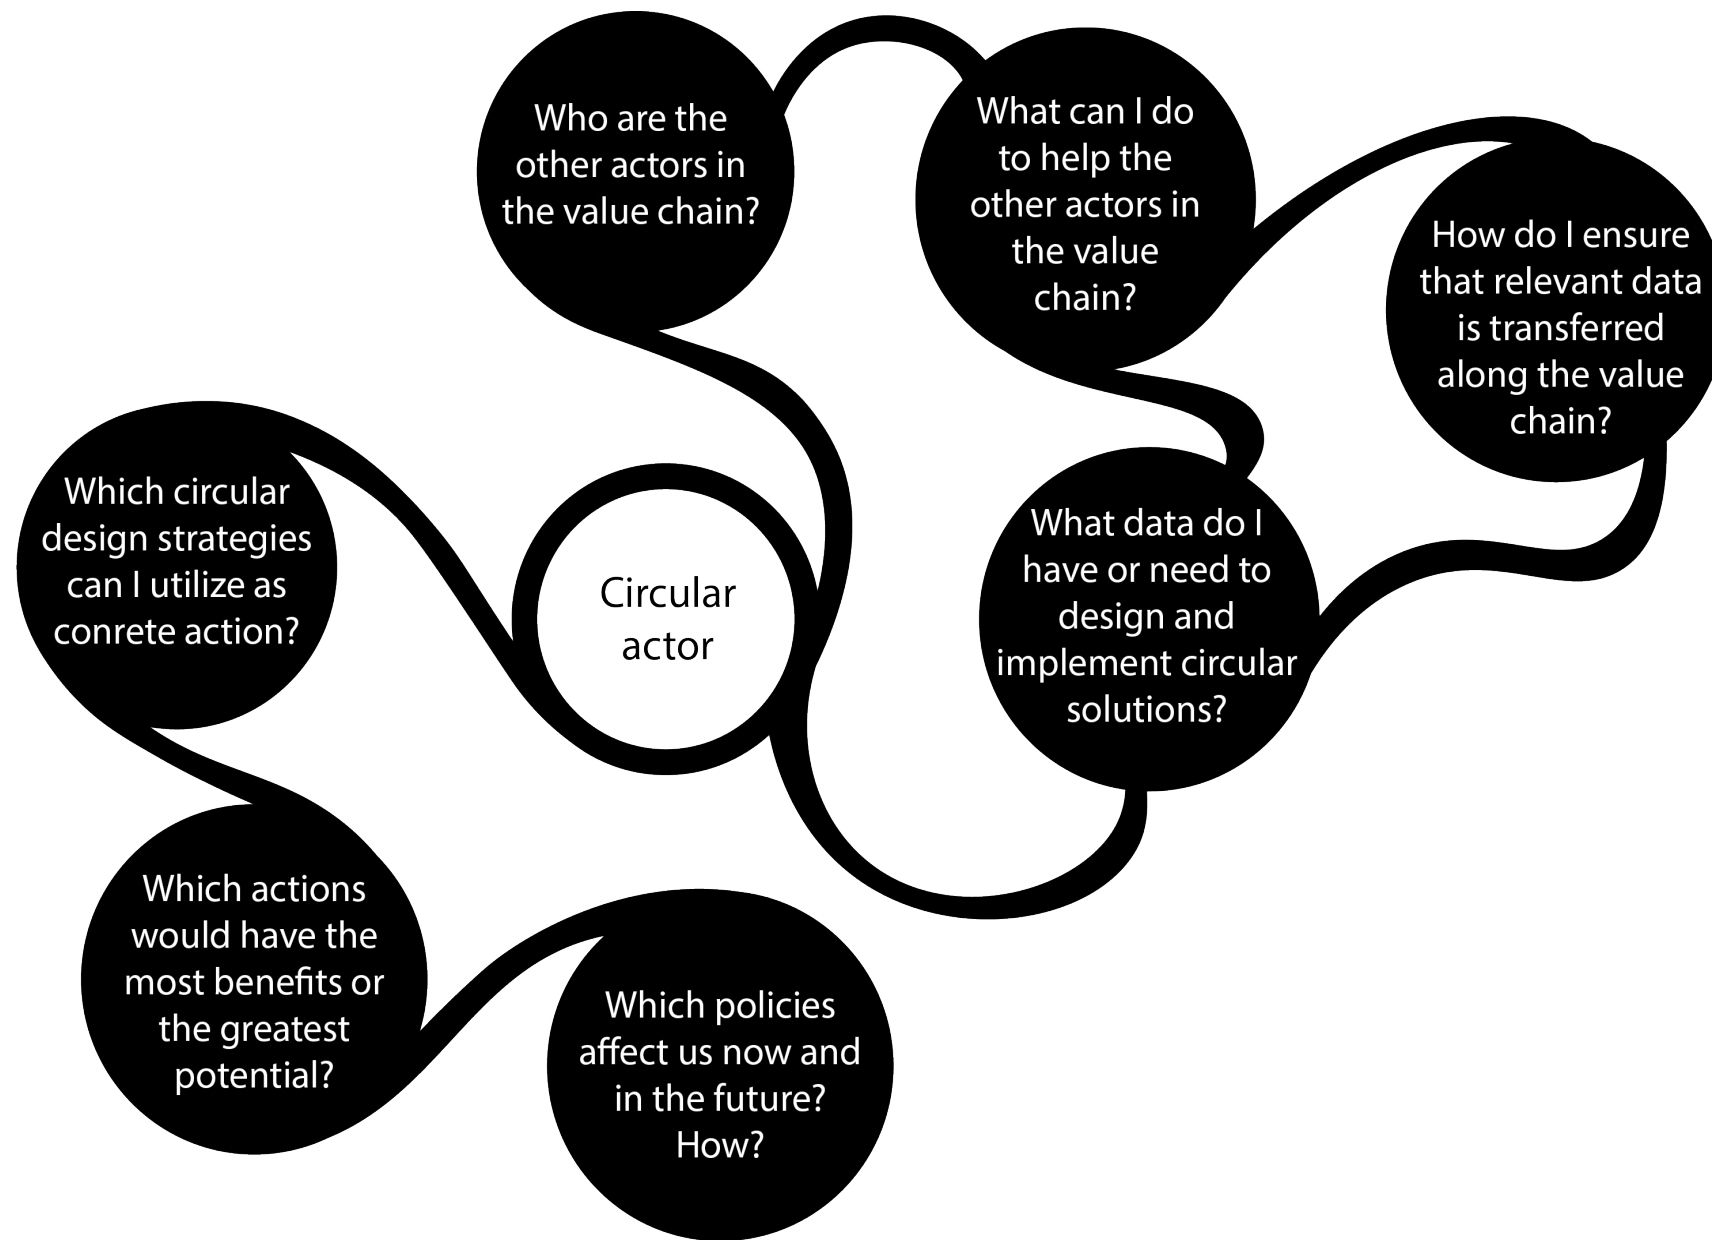 Who are the
other actors in
the value chain?
What can I do
to help the
other actors in
the value
chain?
How do I ensure
that relevant data
is transferred
along the value
chain?
Which circular
design strategies
can I utilize as
conrete action?
Circular
actor
What data do I
have or need to
design and
implement circular
solutions?
Which actions
would have the
most benefits or
the greatest
potential?
Which policies
affect us now and
in the future?
How?